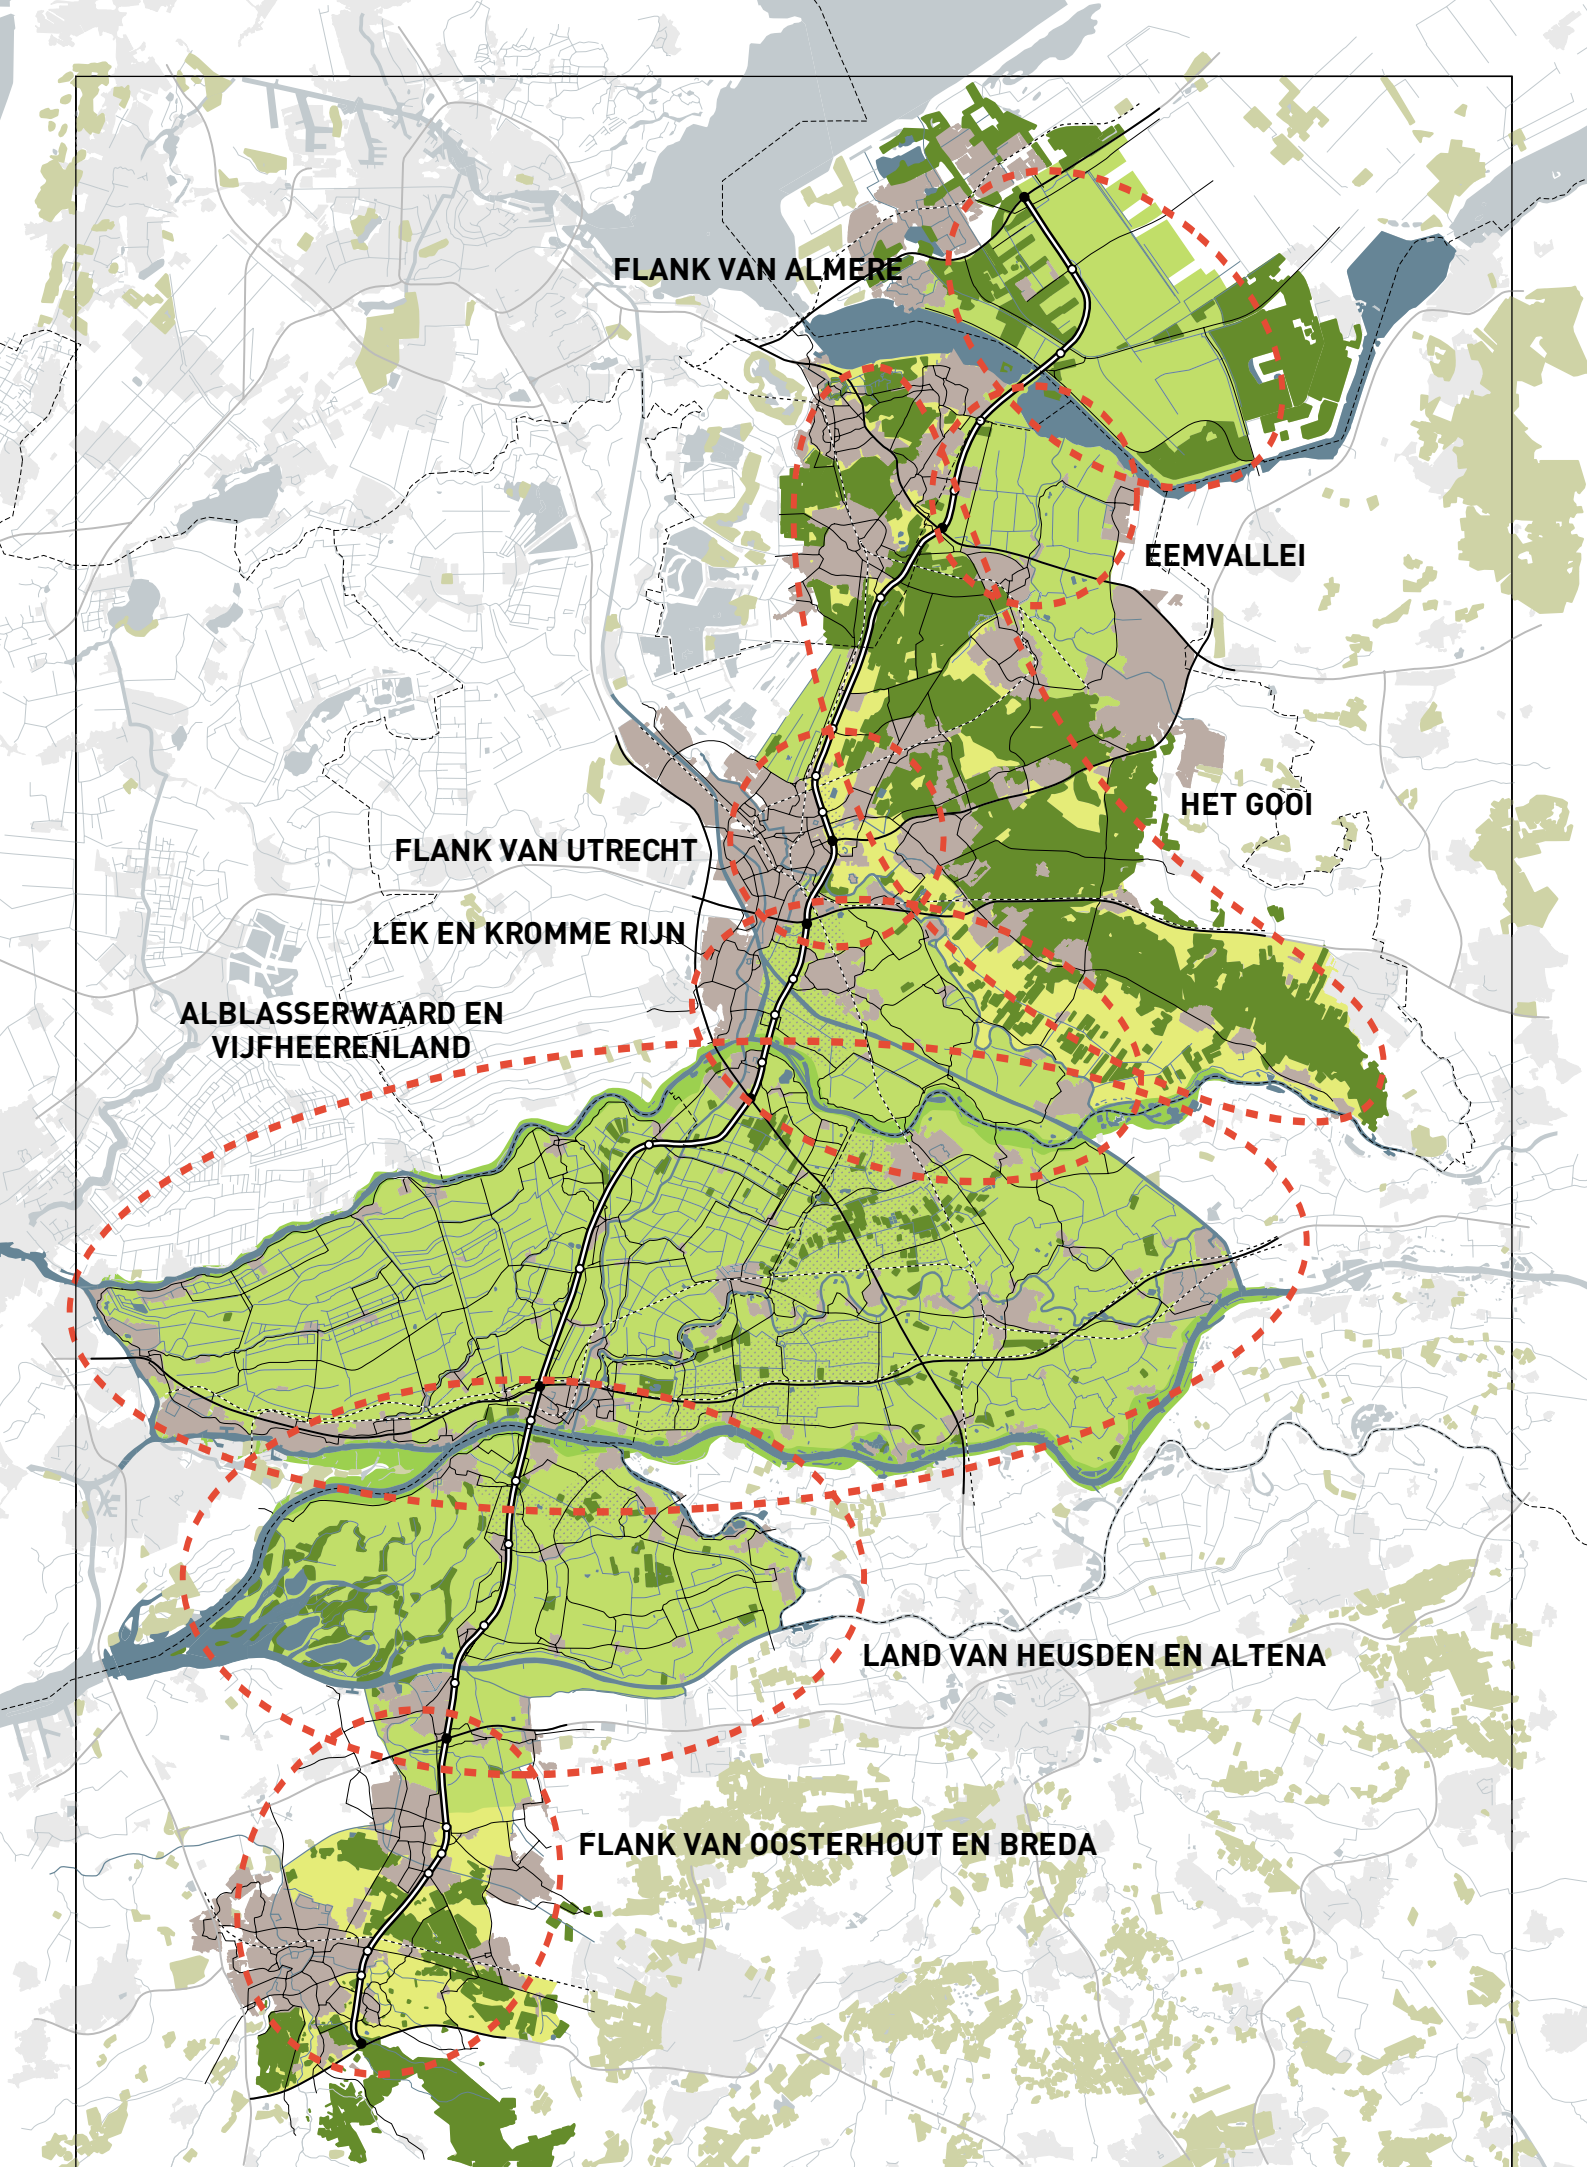 FLANK VAN ALMERE
EEMVALLEI
HET GOOI
FLANK VAN UTRECHT
LEK EN KROMME RIJN
ALBLASSERWAARD EN
VIJFHEERENLAND
LAND VAN HEUSDEN EN ALTENA
FLANK VAN OOSTERHOUT EN BREDA